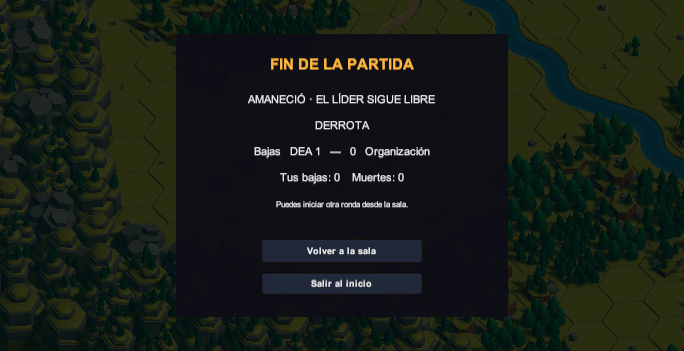 FIN DE LA PARTIDA
AMANECIÓ · EL LÍDER SIGUE LIBRE
DERROTA
Bajas DEA 1 — 0 Organización
Tus bajas: 0 Muertes: 0
Puedes iniciar otra ronda desde la sala.
Volver a la sala
Salir al inicio